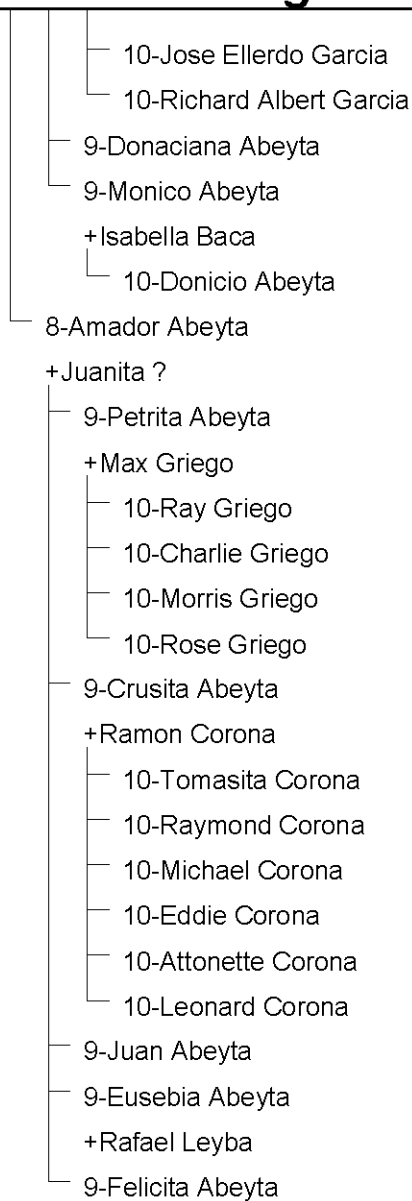 10-Jose Ellerdo Garcia
10-Richard Albert Garcia
9-Donaciana Abeyta
9-Monico Abeyta
+Isabella Baca
10-Donicio Abeyta
8-Amador Abeyta
+Juanita ?
9-Petrita Abeyta
+Max Griego
10-Ray Griego
10-Charlie Griego
10-Morris Griego
10-Rose Griego
9-Crusita Abeyta
+Ramon Corona
10-Tomasita Corona
10-Raymond Corona
10-Michael Corona
10-Eddie Corona
10-Attonette Corona
10-Leonard Corona
9-Juan Abeyta
9-Eusebia Abeyta
+Rafael Leyba
9-Felicita Abeyta